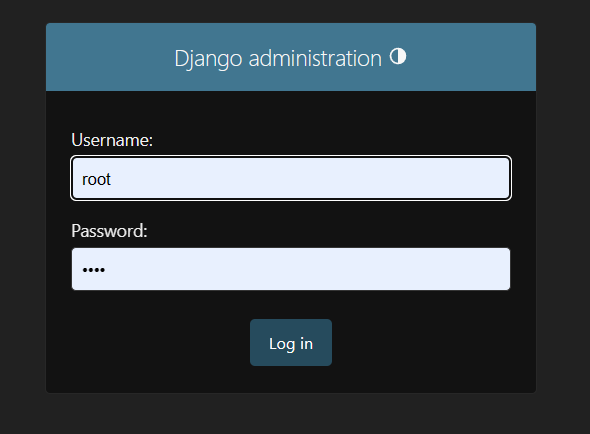 Django administration
Username:
root
Password:
••••
Log in